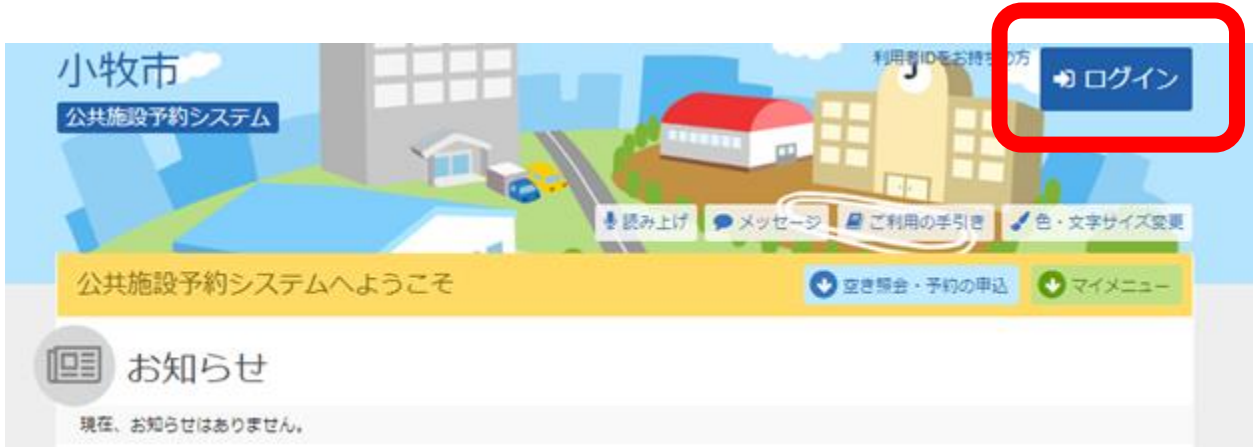 小牧市
公共施設予約システム
利用者IDをお持ちの方
ログイン
読み上げ メッセージ ご利用の手引き 色・文字サイズ変更
公共施設予約システムへようこそ
空き照会・予約の申込 マイメニュー
お知らせ
現在、お知らせはありません。